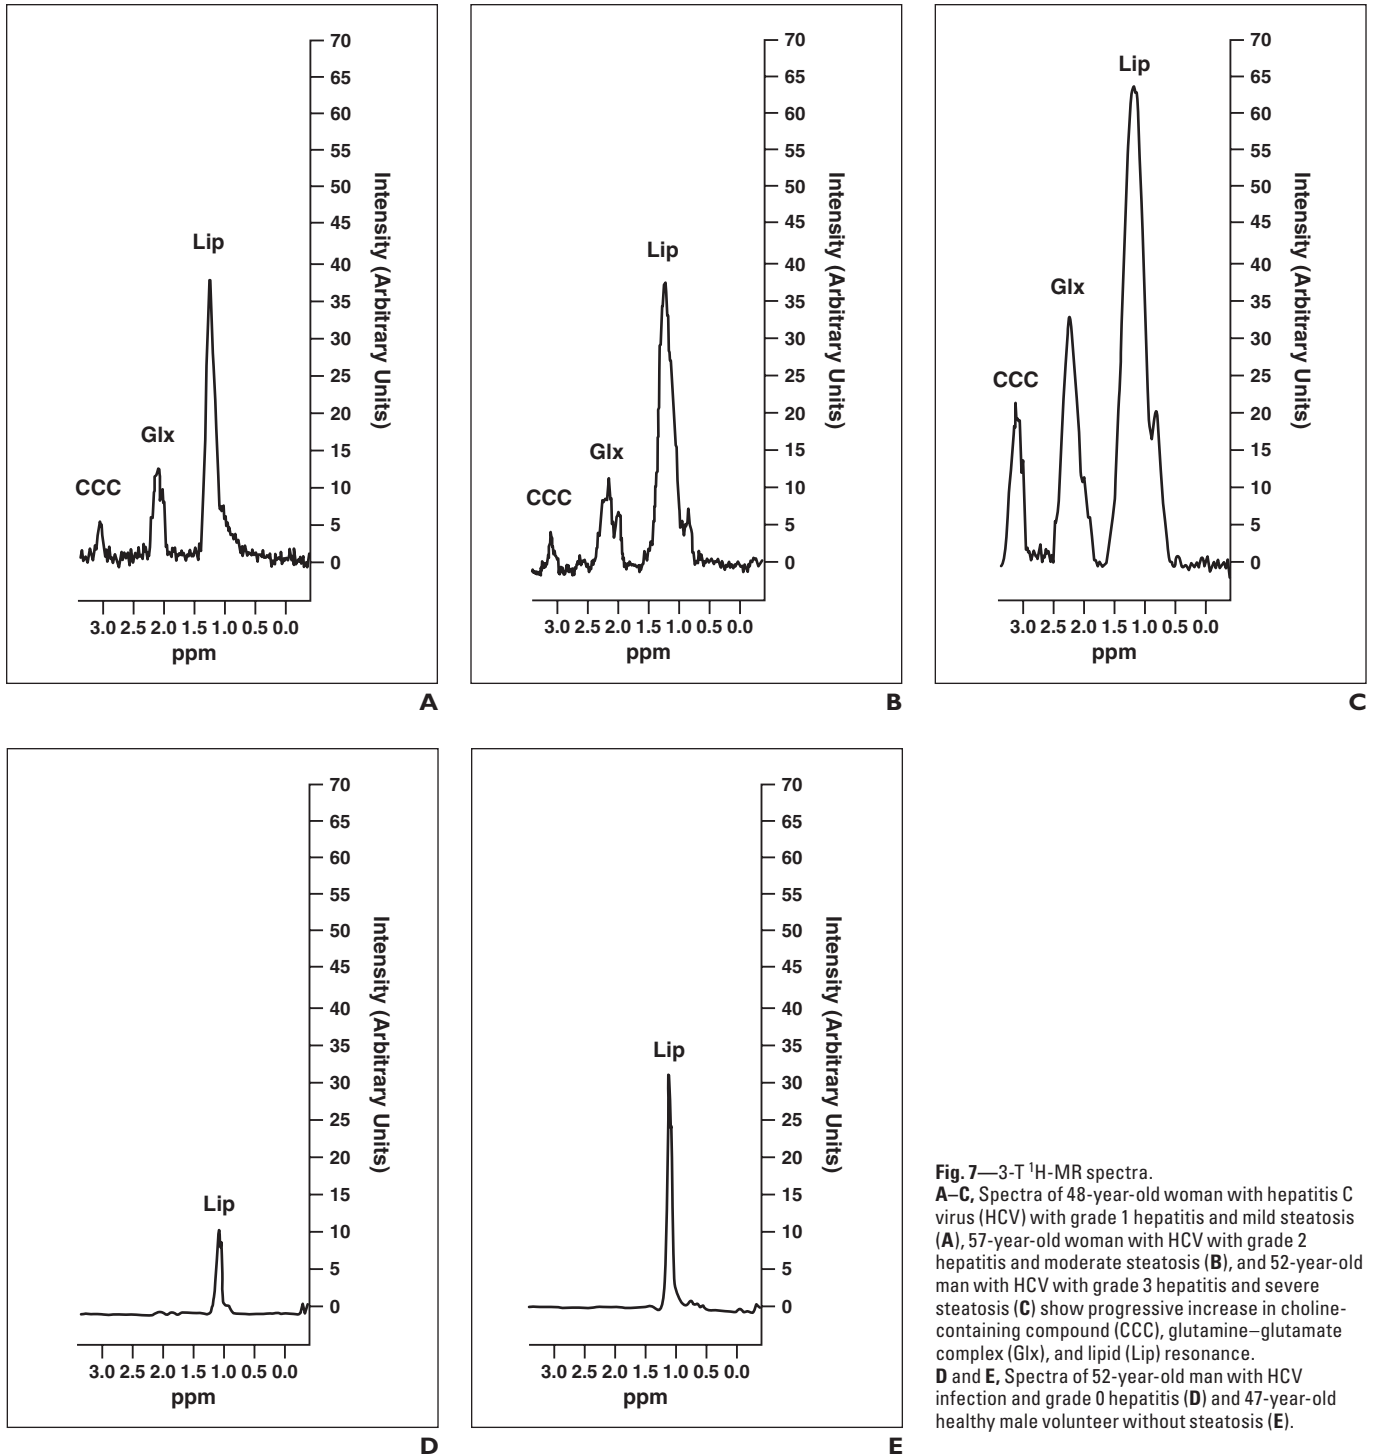 70
65
60
55
50
45
40
35
30
25
20
15
10
5
0
Intensity (Arbitrary Units)
Lip
Glx
CCC
3.0 2.5 2.0 1.5 1.0 0.5 0.0
ppm
A
70
65
60
55
50
45
40
35
30
25
20
15
10
5
0
Intensity (Arbitrary Units)
Lip
Glx
CCC
3.0 2.5 2.0 1.5 1.0 0.5 0.0
ppm
B
70
65
60
55
50
45
40
35
30
25
20
15
10
5
0
Intensity (Arbitrary Units)
Lip
Glx
CCC
3.0 2.5 2.0 1.5 1.0 0.5 0.0
ppm
C
70
65
60
55
50
45
40
35
30
25
20
15
10
5
0
Intensity (Arbitrary Units)
Lip
3.0 2.5 2.0 1.5 1.0 0.5 0.0
ppm
D
70
65
60
55
50
45
40
35
30
25
20
15
10
5
0
Intensity (Arbitrary Units)
Lip
3.0 2.5 2.0 1.5 1.0 0.5 0.0
ppm
E
Fig. 7—3-T ¹H-MR spectra.
A–C, Spectra of 48-year-old woman with hepatitis C
virus (HCV) with grade 1 hepatitis and mild steatosis
(A), 57-year-old woman with HCV with grade 2
hepatitis and moderate steatosis (B), and 52-year-old
man with HCV with grade 3 hepatitis and severe
steatosis (C) show progressive increase in choline-
containing compound (CCC), glutamine–glutamate
complex (Glx), and lipid (Lip) resonance.
D and E, Spectra of 52-year-old man with HCV
infection and grade 0 hepatitis (D) and 47-year-old
healthy male volunteer without steatosis (E).